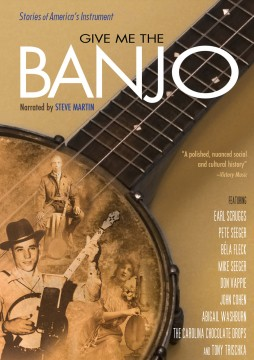 Stories of America's Instrument
GIVE ME THE
BANJO
Narrated by STEVE MARTIN
"A polished, nuanced social
and cultural history"
FEATURING
EARL SCRUGGS
PETE SEEGER
BÉLA FLECK
MIKE SEEGER
DON VAPPIE
JOHN COHEN
ABIGAIL WASHBURN
THE CAROLINA CHOCOLATE DROPS
AND TONY TRISCHKA